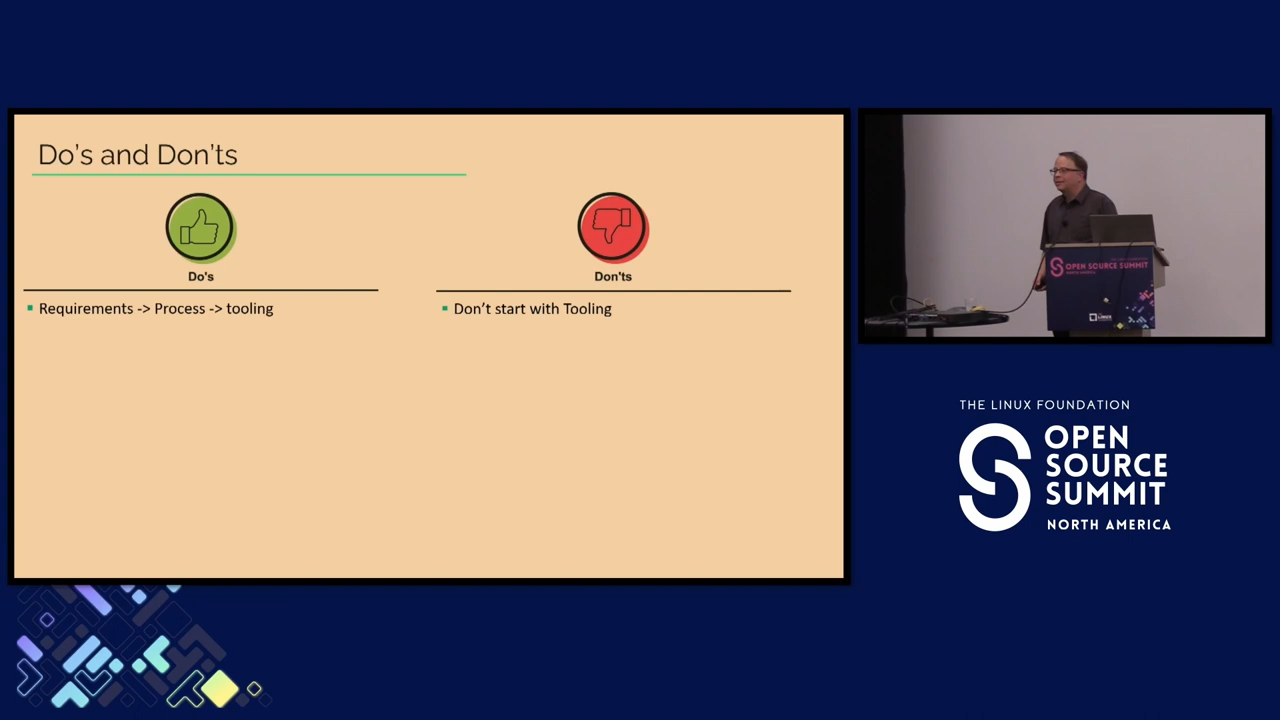 Do's and Don'ts
Do's
Don'ts
Requirements -> Process -> tooling
Don't start with Tooling
OPEN SOURCE SUMMIT
THE LINUX FOUNDATION
OPEN
SOURCE
SUMMIT
NORTH AMERICA